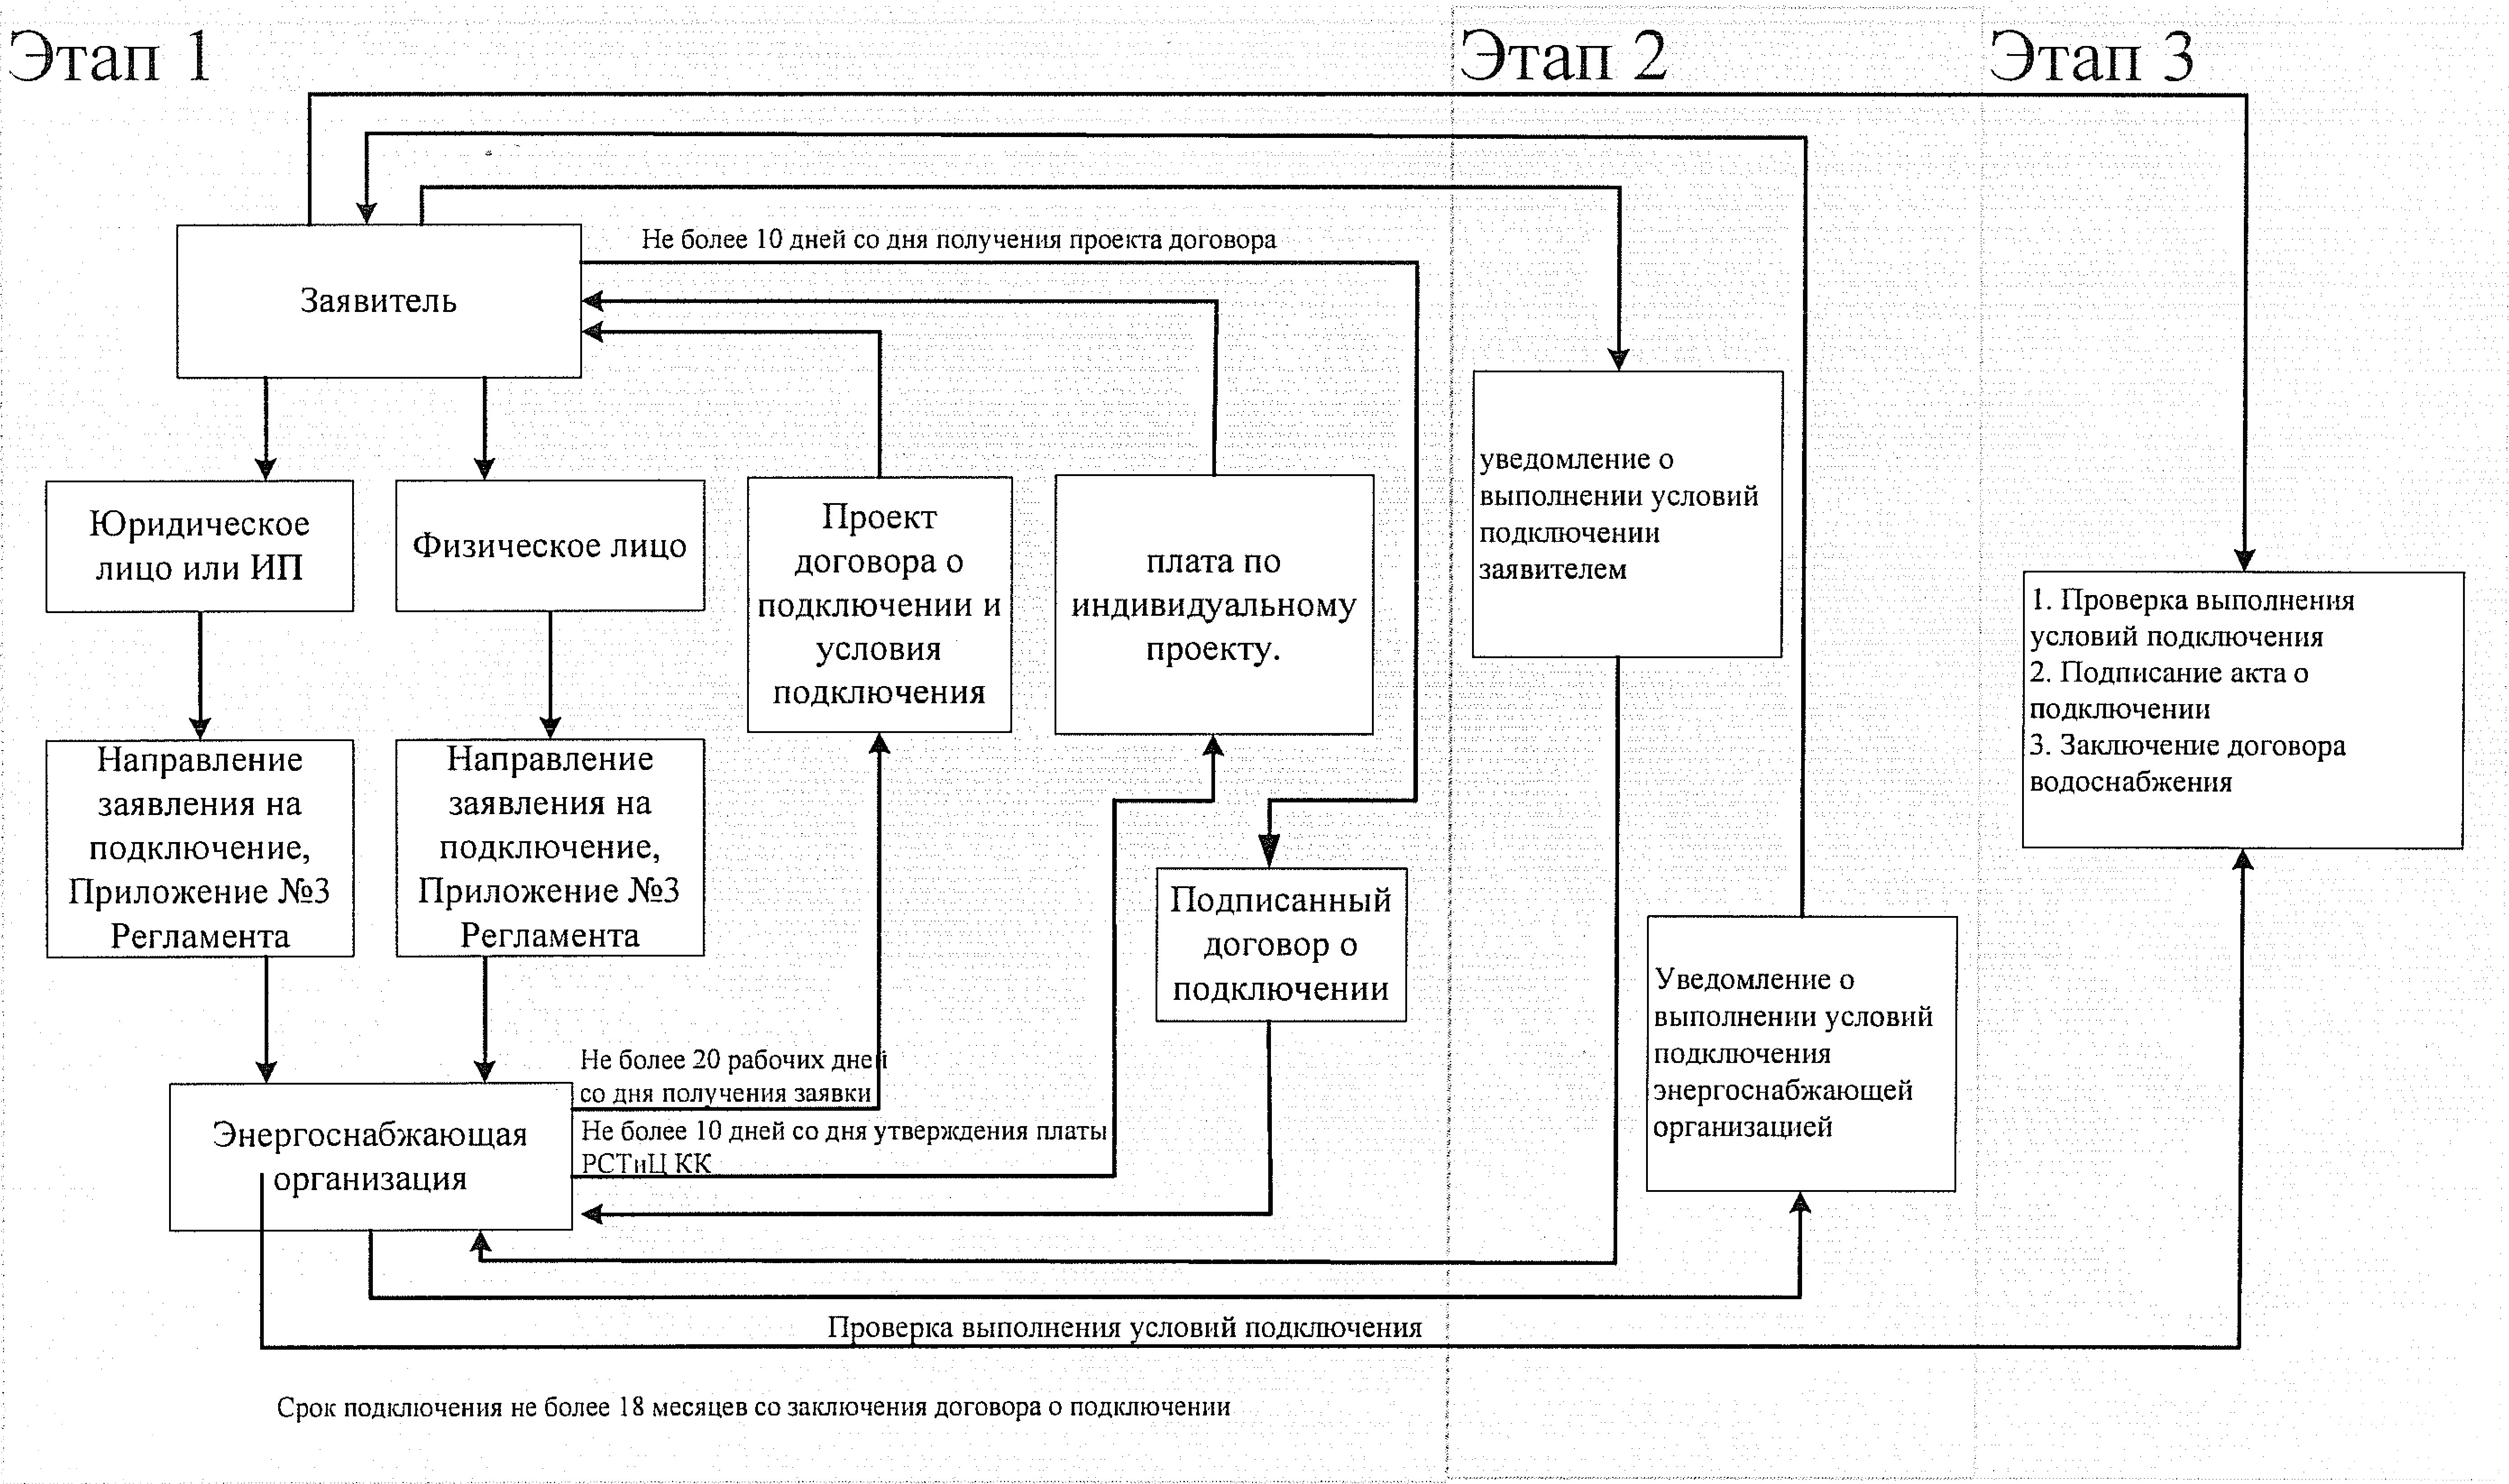 Этап 1
Этап 2
Этап 3
Не более 10 дней со дня получения проекта договора
Заявитель
Юридическое
лицо или ИП
Физическое лицо
Проект
договора о
подключении и
условия
подключения
плата по
индивидуальному
проекту.
уведомление о
выполнении условий
подключении
заявителем
1. Проверка выполнения
условий подключения
2. Подписание акта о
подключении
3. Заключение договора
водоснабжения
Направление
заявления на
подключение,
Приложение №3
Регламента
Направление
заявления на
подключение,
Приложение №3
Регламента
Подписанный
договор о
подключении
Уведомление о
выполнении условий
подключения
энергоснабжающей
организацией
Не более 20 рабочих дней
со дня получения заявки
Энергоснабжающая
организация
Не более 10 дней со дня утверждения платы
РСТиЦ КК
Проверка выполнения условий подключения
Срок подключения не более 18 месяцев со заключения договора о подключении